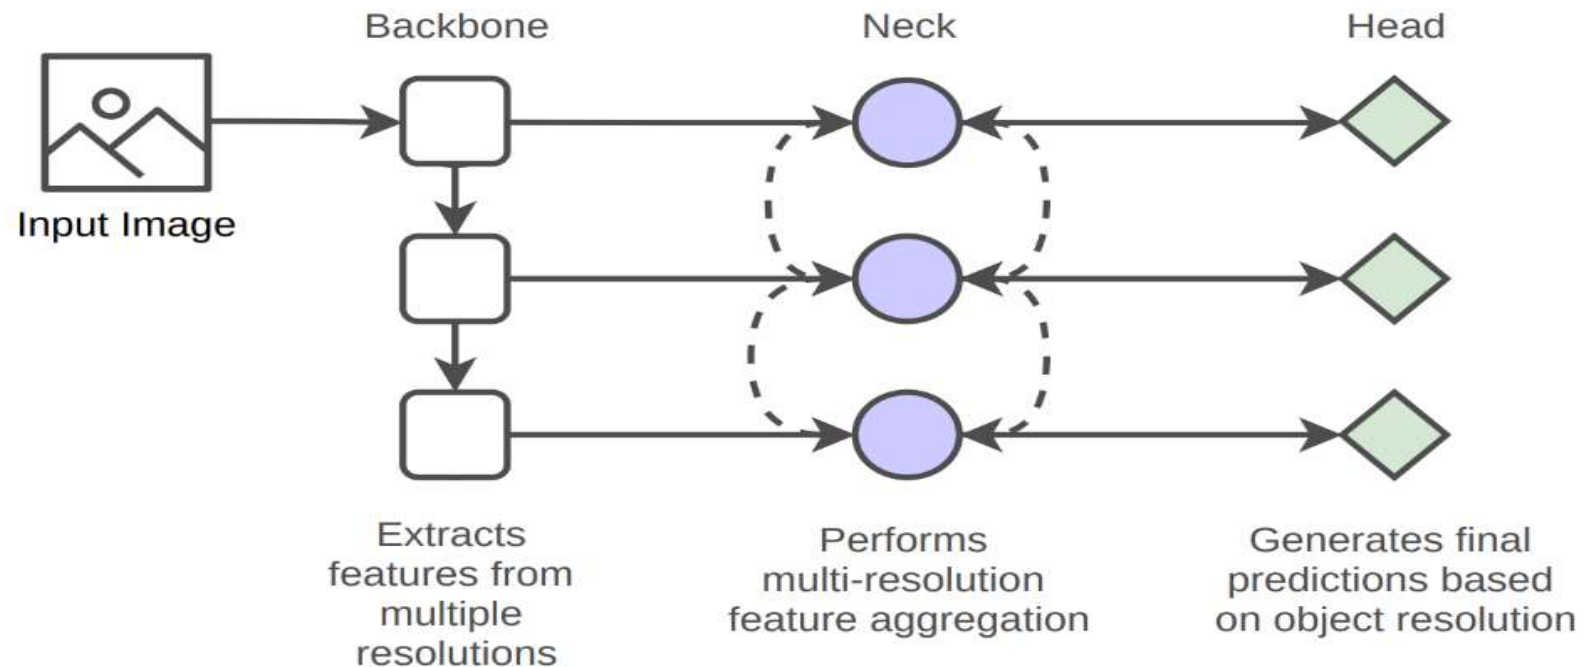 Backbone
Neck
Head
Input Image
Extracts
features from
multiple
resolutions
Performs
multi-resolution
feature aggregation
Generates final
predictions based
on object resolution